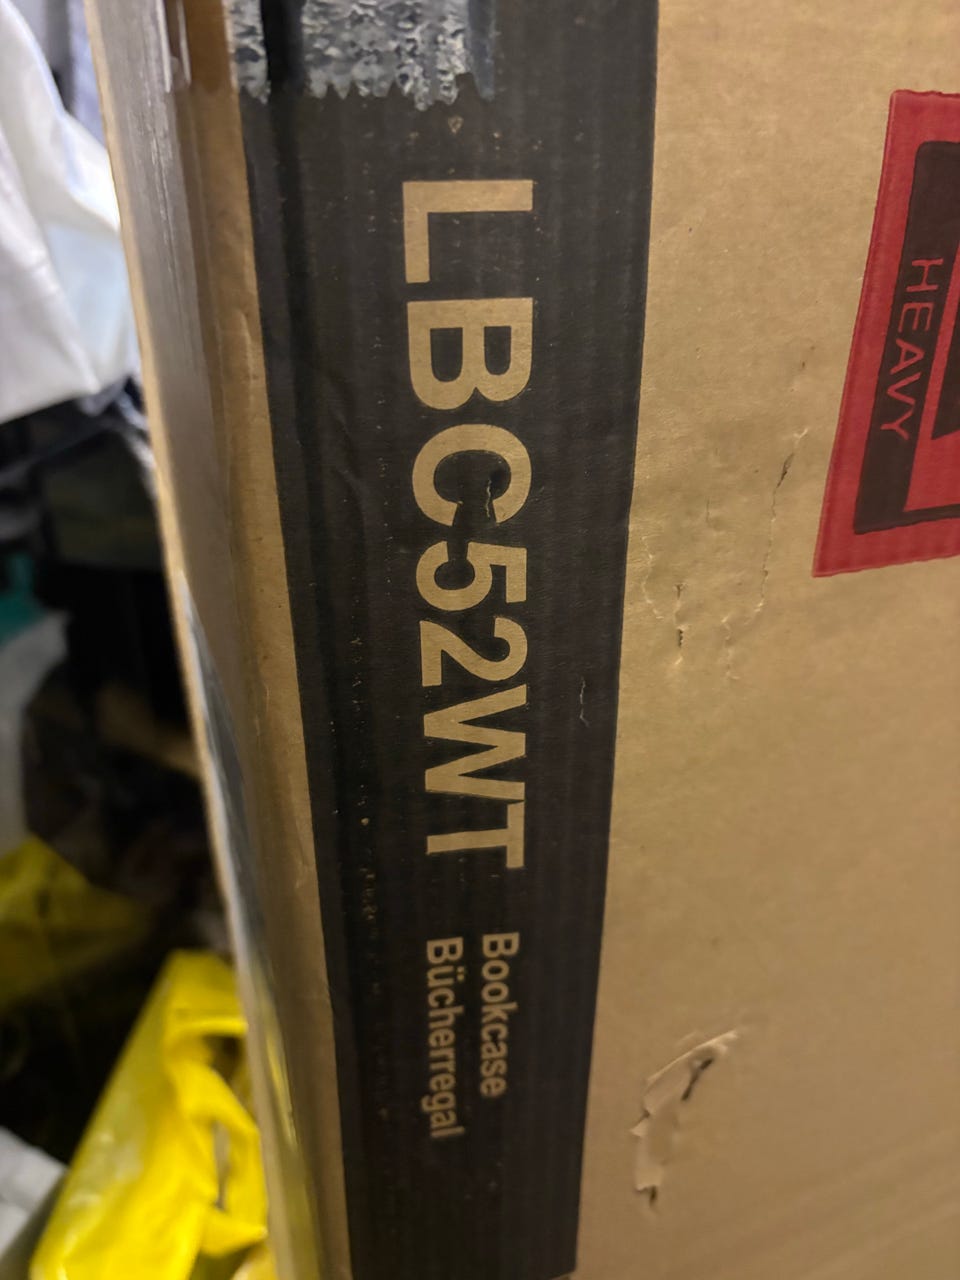 LBC52WT
Bookcase
Bücherregal
HEAVY